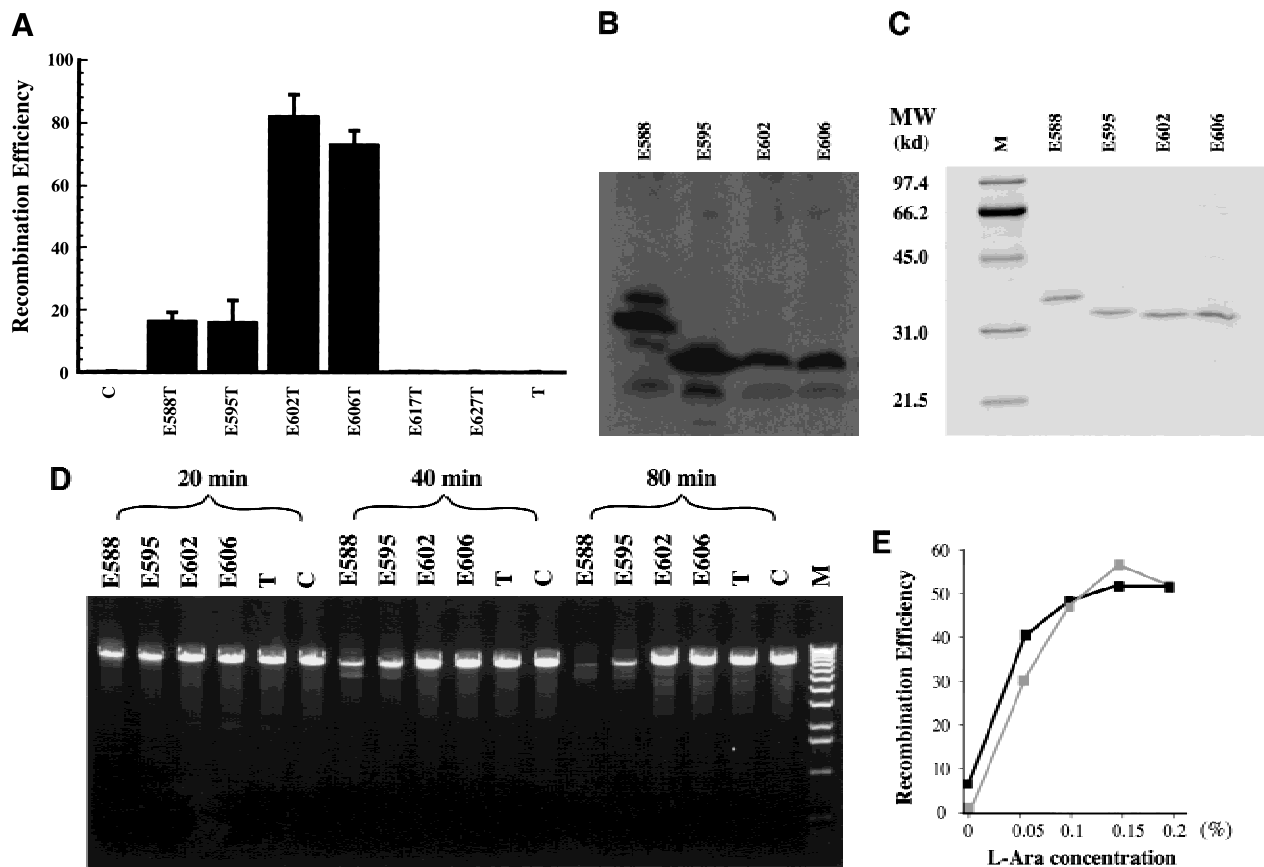 A
Recombination Efficiency
100
80
60
40
20
0
C
E588T
E595T
E602T
E606T
E617T
E627T
T
B
E588
E595
E602
E606
C
MW
(kd)
M
E588
E595
E602
E606
97.4
66.2
45.0
31.0
21.5
D
20 min
40 min
80 min
E588
E595
E602
E606
T
C
E588
E595
E602
E606
T
C
E588
E595
E602
E606
T
C
M
E
Recombination Efficiency
60
50
40
30
20
10
0
0 0.05 0.1 0.15 0.2 (%)
L-Ara concentration